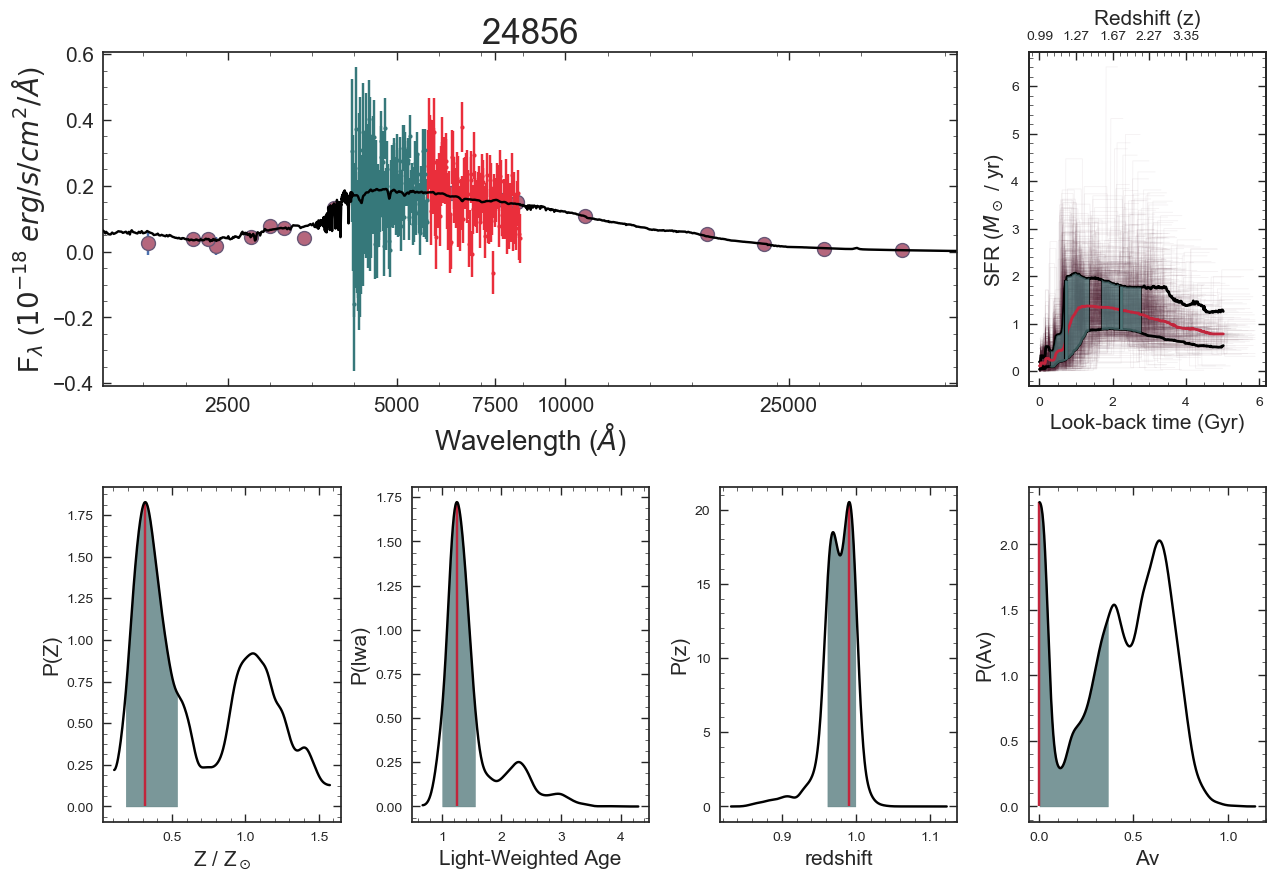 24856
F_λ (10^{-18} erg/s/cm^2/Å)
0.6
0.4
0.2
0.0
−0.2
−0.4
2500 5000 7500 10000 25000
Wavelength (Å)
Redshift (z)
0.99 1.27 1.67 2.27 3.35
SFR (M_⊙ / yr)
6
5
4
3
2
1
0
0 2 4 6
Look-back time (Gyr)
P(Z)
1.75
1.50
1.25
1.00
0.75
0.50
0.25
0.00
0.5 1.0 1.5
Z / Z_⊙
P(lwa)
1.75
1.50
1.25
1.00
0.75
0.50
0.25
0.00
1 2 3 4
Light-Weighted Age
P(z)
20
15
10
5
0
0.9 1.0 1.1
redshift
P(Av)
2.0
1.5
1.0
0.5
0.0
0.0 0.5 1.0
Av